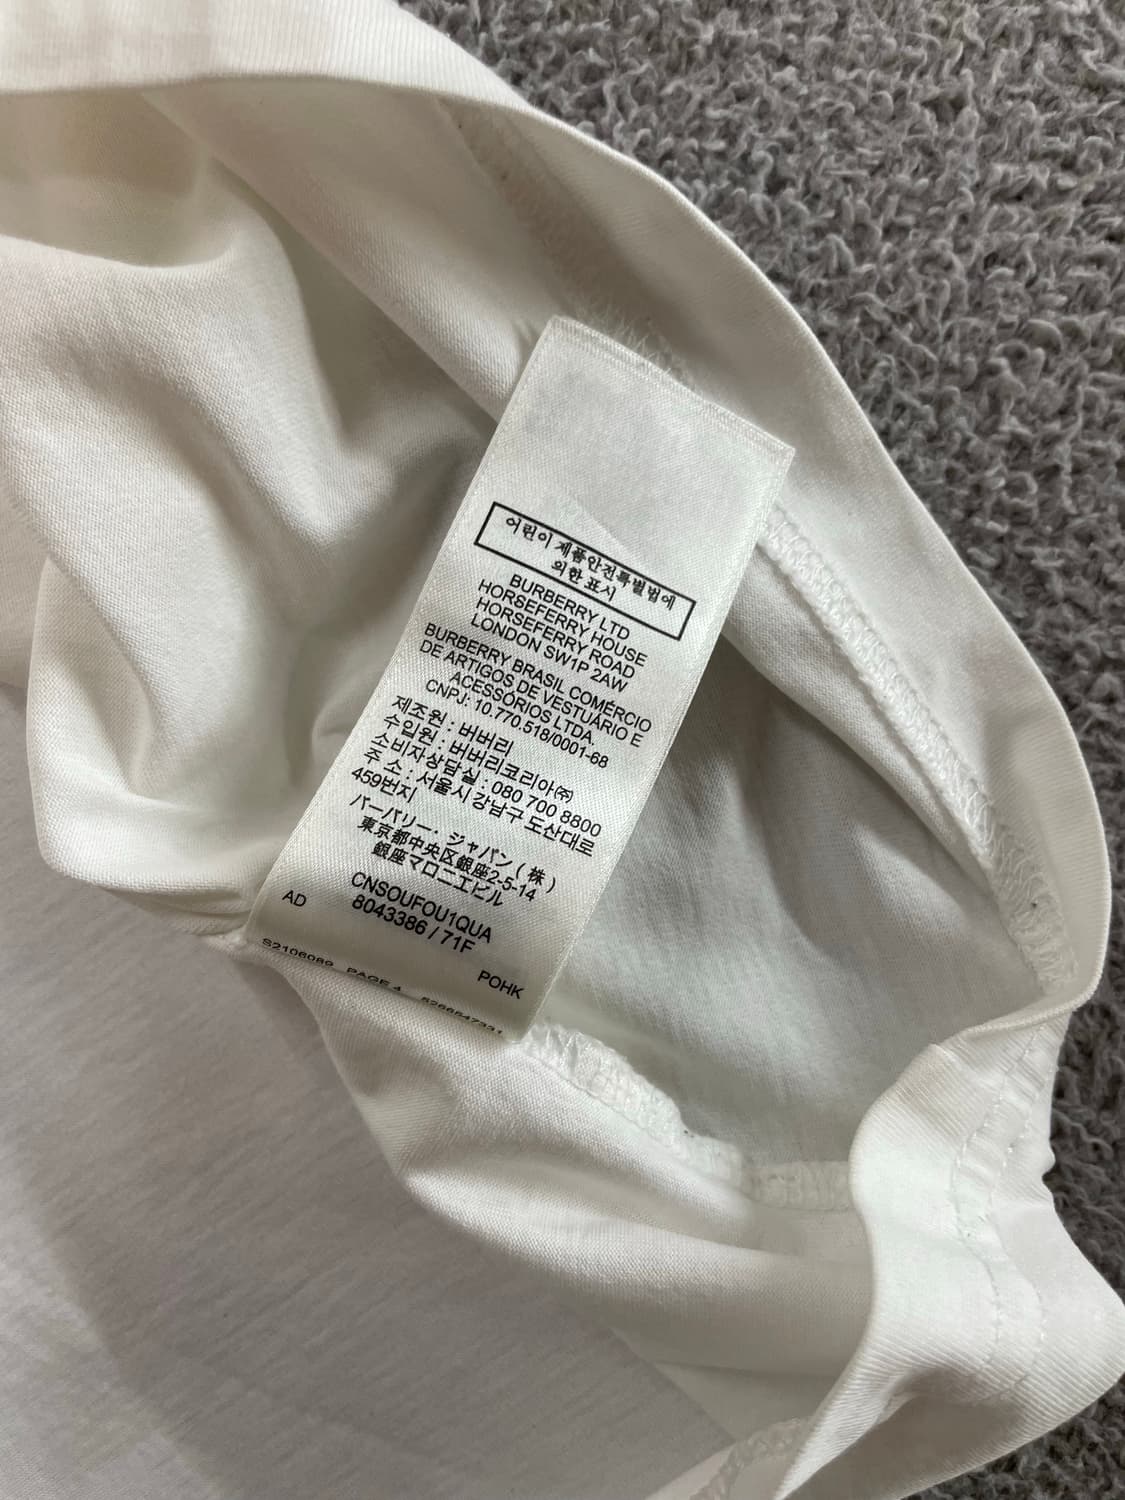 어린이 제품안전특별법에
의한 표시
BURBERRY LTD
HORSEFERRY HOUSE
HORSEFERRY ROAD
LONDON SW1P 2AW
BURBERRY BRASIL COMÉRCIO
DE ARTIGOS DE VESTUÁRIO E
ACESSÓRIOS LTDA.
CNPJ: 10.770.518/0001-68
제조원 : 버버리
수입원 : 버버리코리아㈜
소비자상담실 : 080 700 8800
주 소 : 서울시 강남구 도산대로
459번지
バーバリー・ジャパン ( 株 )
東京都中央区銀座2-5-14
銀座マロニエビル
CNSOUFOU1QUA
8043386 / 71F
AD
POHK
S2106089 PAGE 4 5266547331